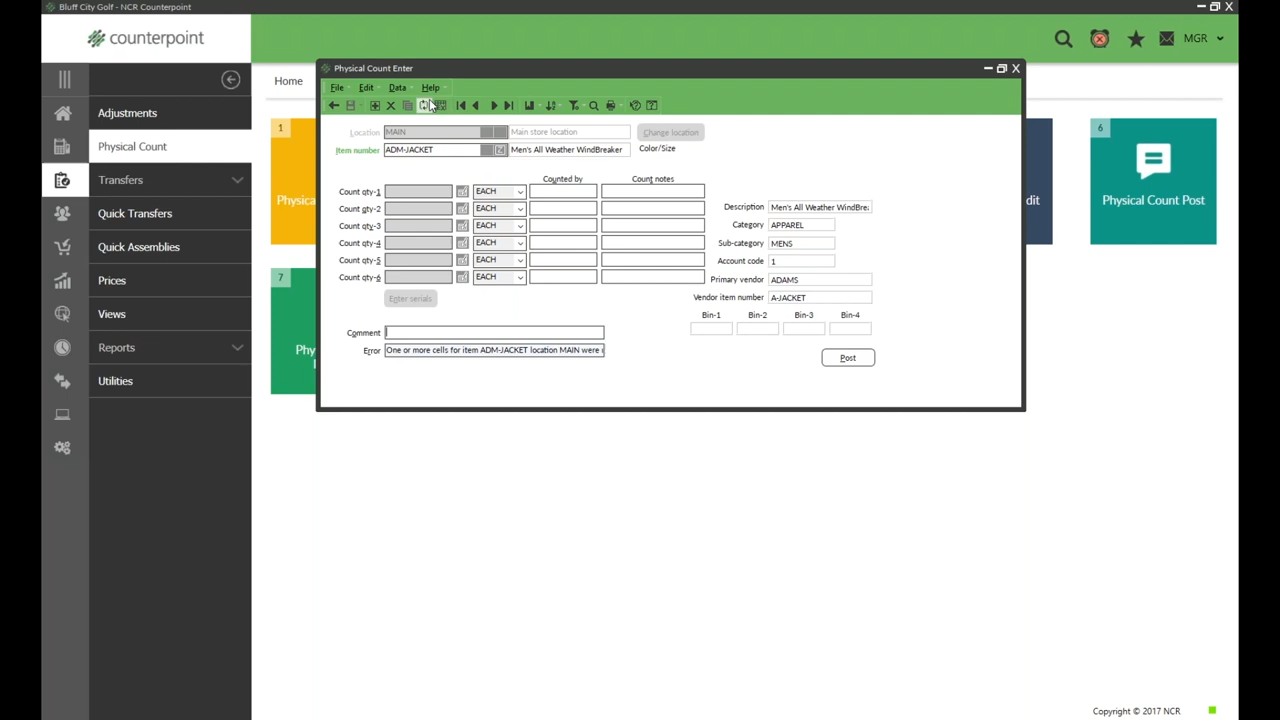 Bluff City Golf - NCR Counterpoint
counterpoint
MGR
Home
Adjustments
Physical Count
Transfers
Quick Transfers
Quick Assemblies
Prices
Views
Reports
Utilities
1
6
Physica
dit
Physical Count Post
7
Phy
Physical Count Enter
File
Edit
Data
Help
Location MAIN Main store location Change location
Item number ADM-JACKET Men's All Weather WindBreaker Color/Size
Counted by Count notes
Count qty-1 EACH
Count qty-2 EACH
Count qty-3 EACH
Count qty-4 EACH
Count qty-5 EACH
Count qty-6 EACH
Enter serials
Comment
Error One or more cells for item ADM-JACKET location MAIN were
Description Men's All Weather WindBre
Category APPAREL
Sub-category MENS
Account code 1
Primary vendor ADAMS
Vendor item number A-JACKET
Bin-1 Bin-2 Bin-3 Bin-4
Post
Copyright © 2017 NCR